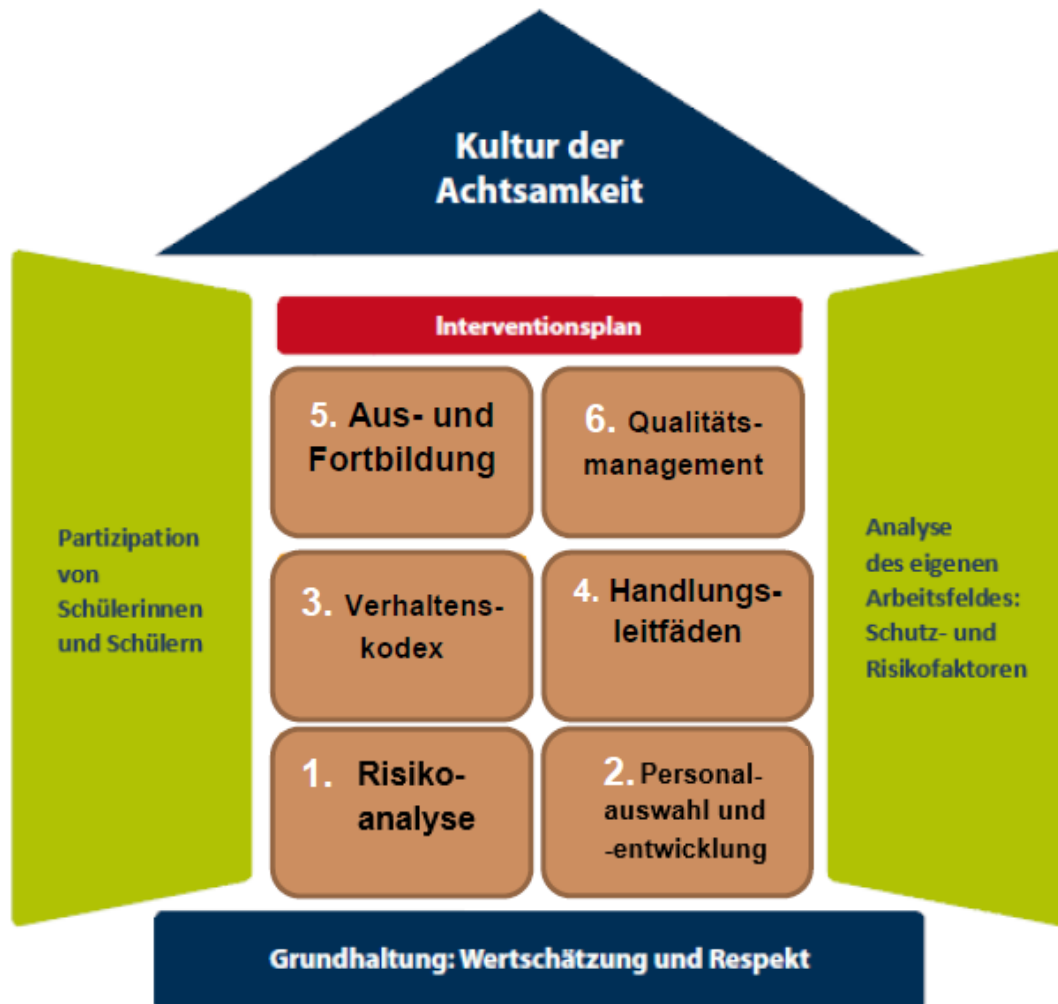 Kultur der
Achtsamkeit
Interventionsplan
5. Aus- und
Fortbildung
6. Qualitäts-
management
Partizipation
von
Schülerinnen
und Schülern
3. Verhaltens-
kodex
4. Handlungs-
leitfäden
Analyse
des eigenen
Arbeitsfeldes:
Schutz- und
Risikofaktoren
1. Risiko-
analyse
2. Personal-
auswahl und
-entwicklung
Grundhaltung: Wertschätzung und Respekt